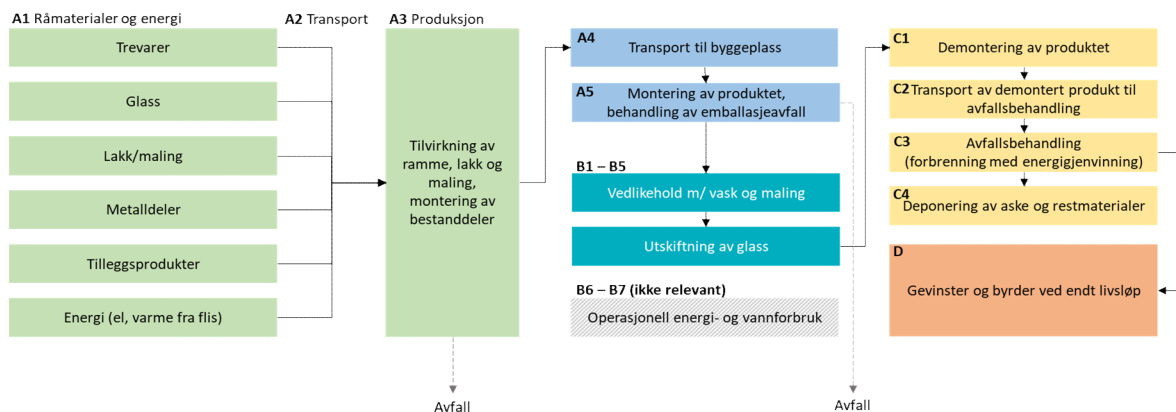 A1 Råmaterialer og energi
Trevarer
Glass
Lakk/maling
Metalldeler
Tilleggsprodukter
Energi (el, varme fra flis)
A2 Transport
A3 Produksjon
Tilvirkning av
ramme, lakk og
maling,
montering av
bestanddeler
Avfall
A4
Transport til byggeplass
A5
Montering av produktet,
behandling av emballasjeavfall
B1 – B5
Vedlikehold m/ vask og maling
Utskiftning av glass
B6 – B7 (ikke relevant)
Operasjonell energi- og vannforbruk
Avfall
C1
Demontering av produktet
C2
Transport av demontert produkt til
avfallsbehandling
C3
Avfallsbehandling
(forbrenning med energigjenvinning)
C4
Deponering av aske og restmaterialer
D
Gevinster og byrder ved endt livsløp